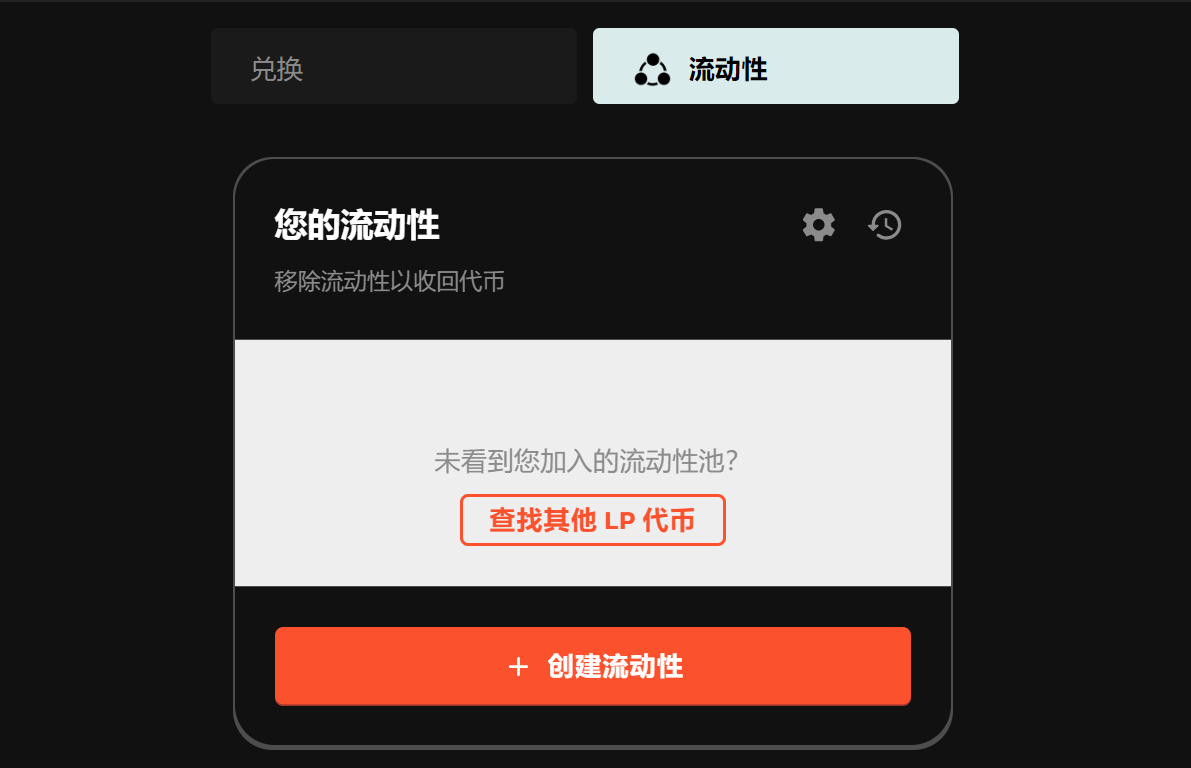 兑换
流动性
您的流动性
移除流动性以收回代币
未看到您加入的流动性池？
查找其他 LP 代币
+ 创建流动性